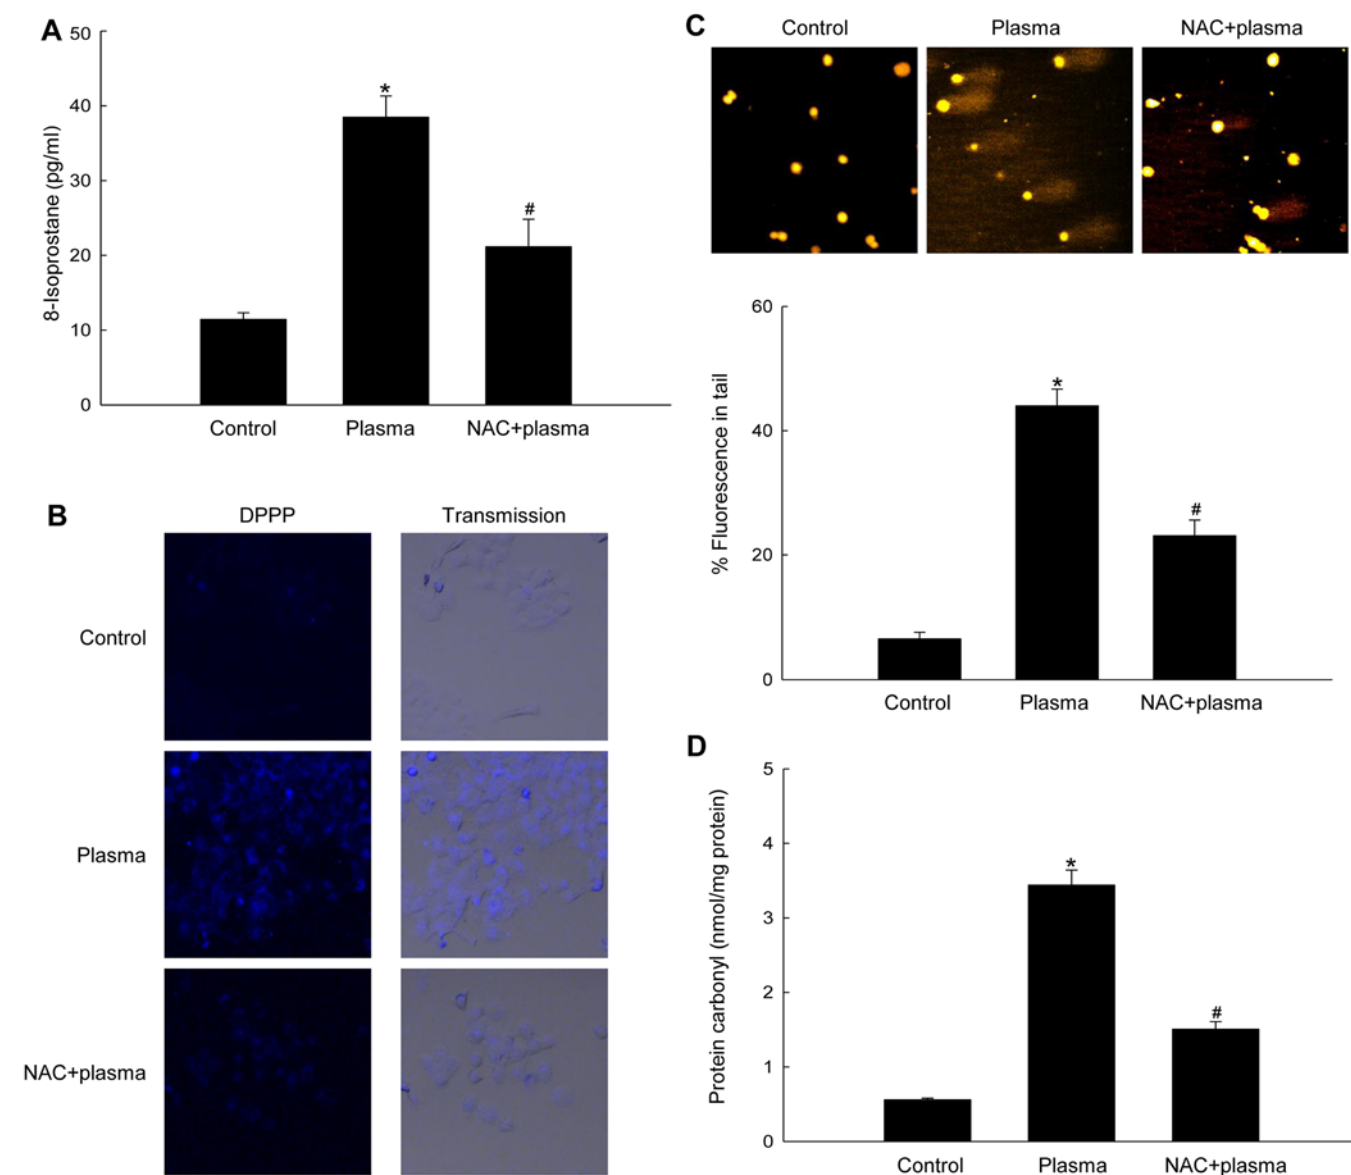 A
50
40
30
20
10
0
8-Isoprostane (pg/ml)
*
#
Control Plasma NAC+plasma
B
DPPP Transmission
Control
Plasma
NAC+plasma
C
Control Plasma NAC+plasma
60
40
20
0
% Fluorescence in tail
*
#
Control Plasma NAC+plasma
D
5
4
3
2
1
0
Protein carbonyl (nmol/mg protein)
*
#
Control Plasma NAC+plasma